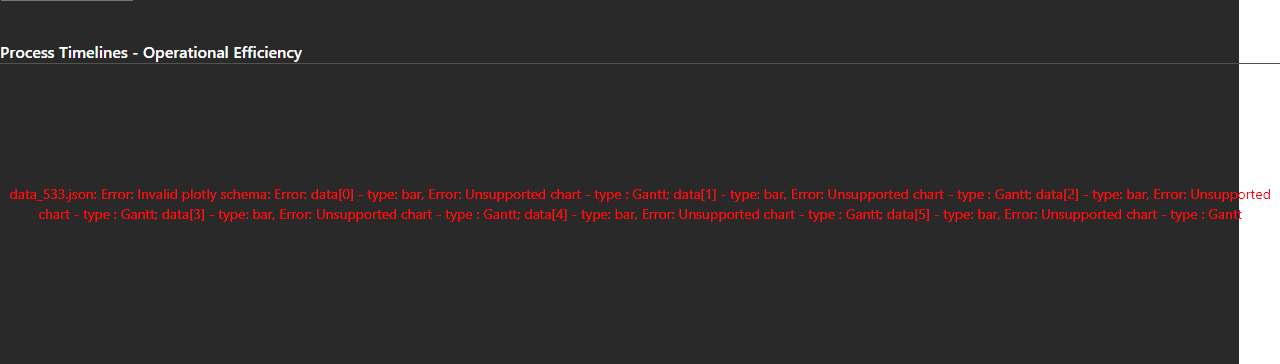 Process Timelines - Operational Efficiency
data_533.json: Error: Invalid plotly schema: Error: data[0] - type: bar, Error: Unsupported chart - type : Gantt; data[1] - type: bar, Error: Unsupported chart - type : Gantt; data[2] - type: bar, Error: Unsupported
chart - type : Gantt; data[3] - type: bar, Error: Unsupported chart - type : Gantt; data[4] - type: bar, Error: Unsupported chart - type : Gantt; data[5] - type: bar, Error: Unsupported chart - type : Gantt